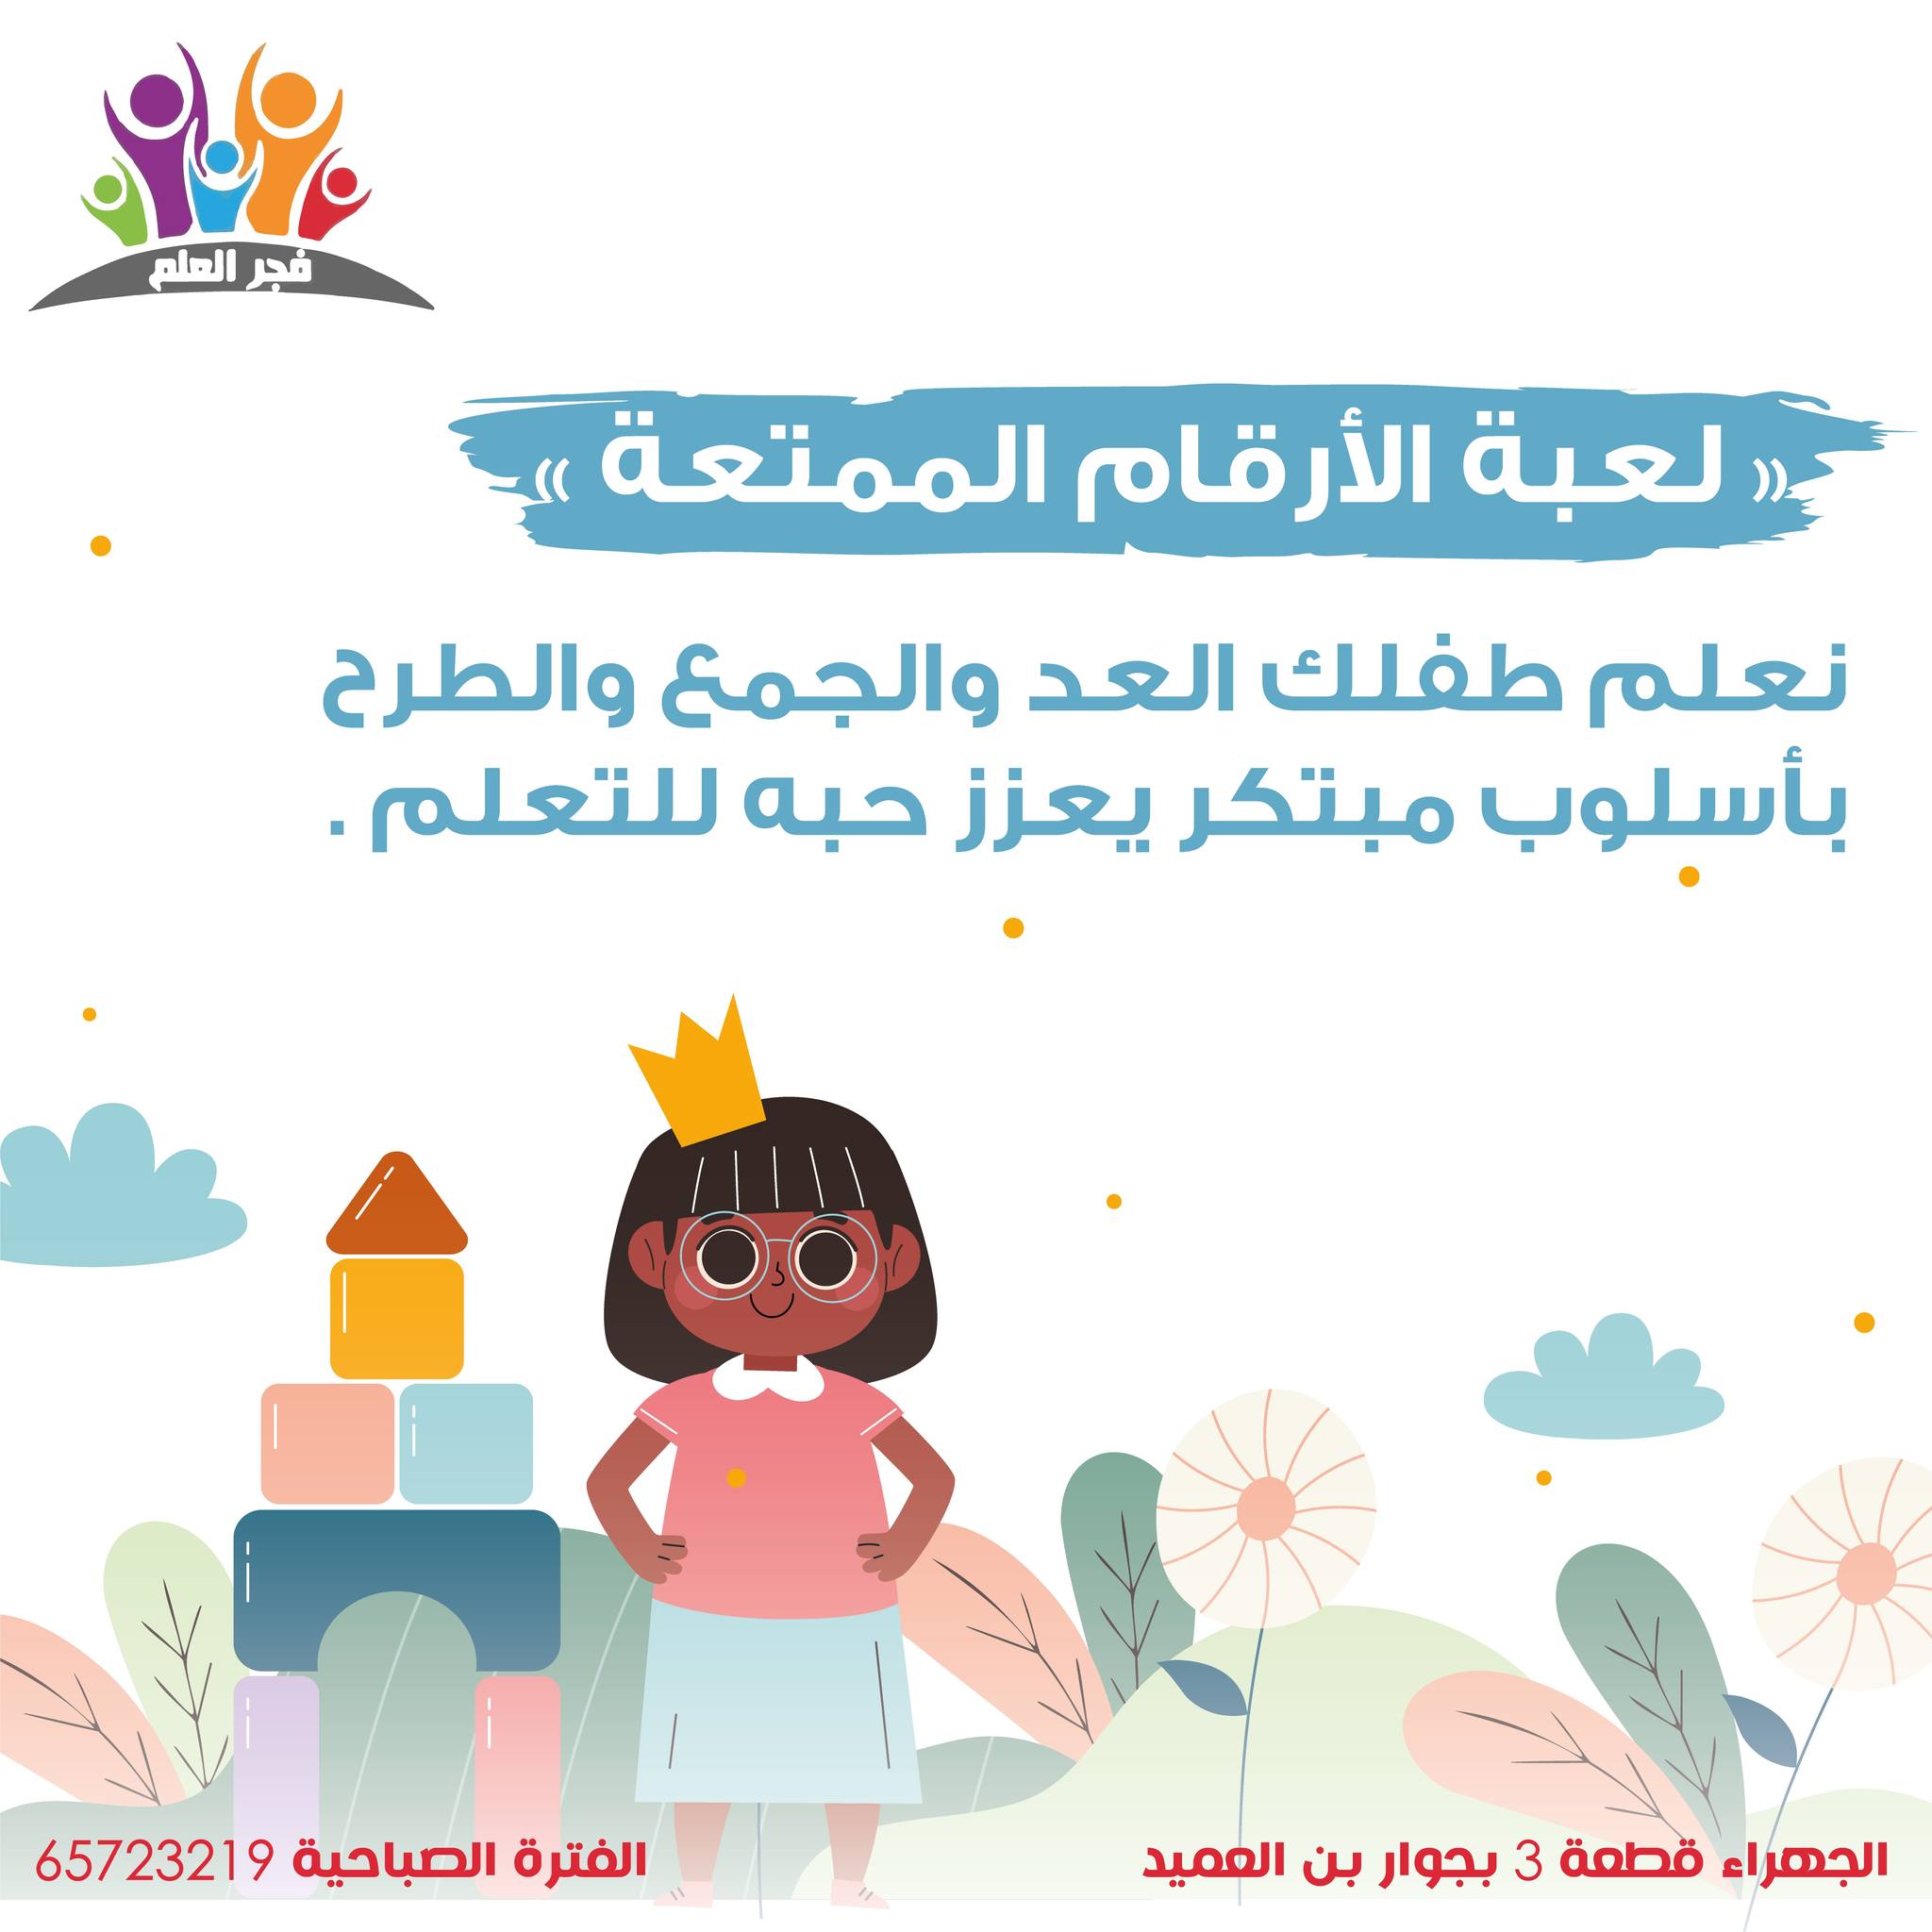 فجر العلم
(( لعبة الأرقام الممتعة ))
نعلم طفلك العد والجمع والطرح
بأسلوب مبتكر يعزز حبه للتعلم .
الجهراء قطعة 3 بجوار بن العميد
الفترة الصباحية 65723219